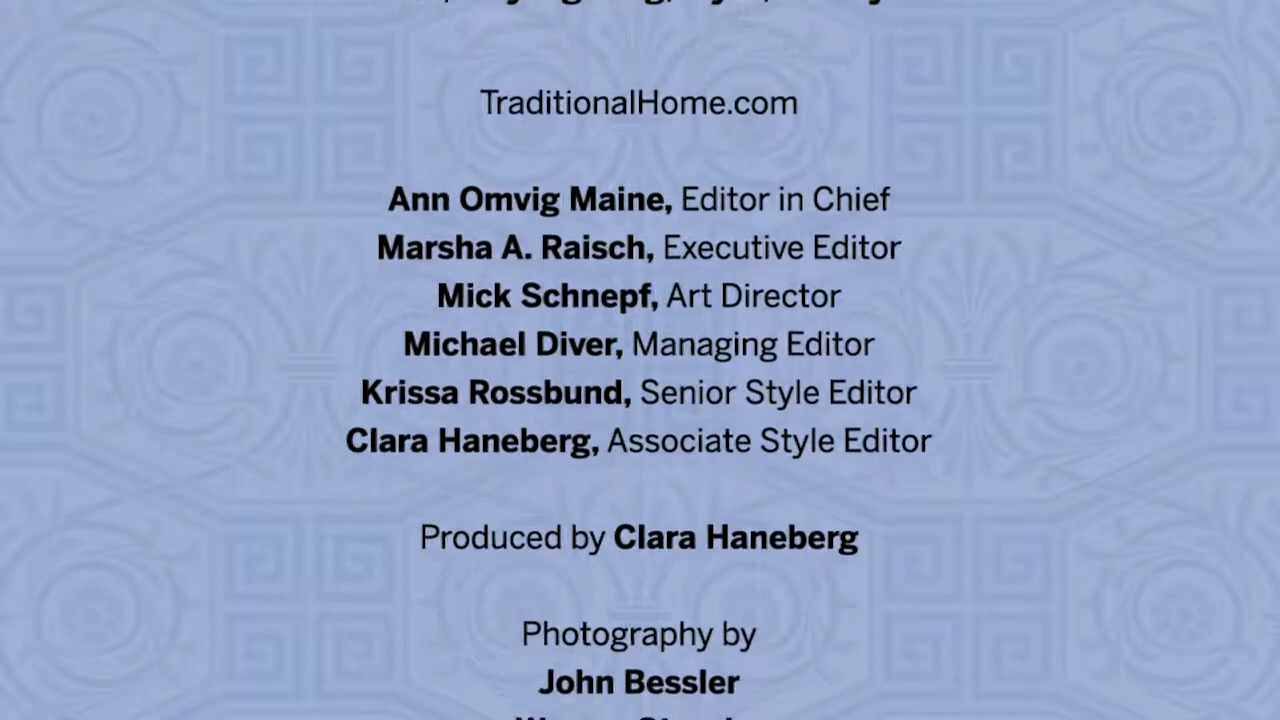 TraditionalHome.com
Ann Omvig Maine, Editor in Chief
Marsha A. Raisch, Executive Editor
Mick Schnepf, Art Director
Michael Diver, Managing Editor
Krissa Rossbund, Senior Style Editor
Clara Haneberg, Associate Style Editor
Produced by Clara Haneberg
Photography by
John Bessler